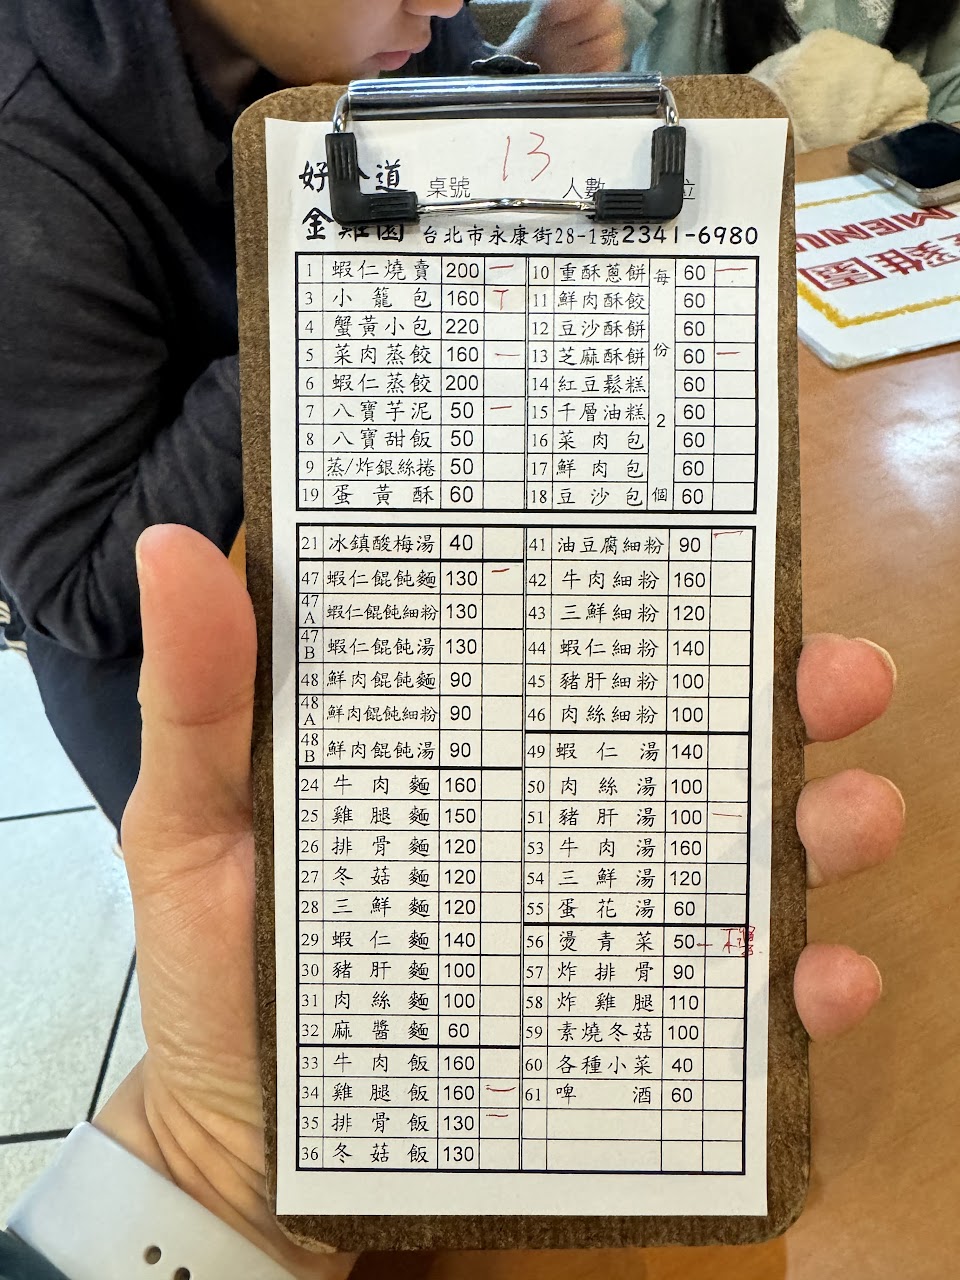 好 道
桌號 13 人數 位
金雞園 台北市永康街28-1號2341-6980
1 蝦仁燒賣 200 一 10 重酥蔥餅 每 60 一
3 小籠包 160 T 11 鮮肉酥餃 60
4 蟹黃小包 220 12 豆沙酥餅 60
5 菜肉蒸餃 160 一 13 芝麻酥餅 份 60 一
6 蝦仁蒸餃 200 14 紅豆鬆糕 60
7 八寶芋泥 50 一 15 千層油糕 2 60
8 八寶甜飯 50 16 菜肉包 60
9 蒸/炸銀絲捲 50 17 鮮肉包 60
19 蛋黃酥 60 18 豆沙包 個 60
21 冰鎮酸梅湯 40 41 油豆腐細粉 90 一
47 蝦仁餛飩麵 130 一 42 牛肉細粉 160
47A 蝦仁餛飩細粉 130 43 三鮮細粉 120
47B 蝦仁餛飩湯 130 44 蝦仁細粉 140
48 鮮肉餛飩麵 90 45 豬肝細粉 100
48A 鮮肉餛飩細粉 90 46 肉絲細粉 100
48B 鮮肉餛飩湯 90 49 蝦仁湯 140
24 牛肉麵 160 50 肉絲湯 100
25 雞腿麵 150 51 豬肝湯 100 一
26 排骨麵 120 53 牛肉湯 160
27 冬菇麵 120 54 三鮮湯 120
28 三鮮麵 120 55 蛋花湯 60
29 蝦仁麵 140 56 燙青菜 50 一
30 豬肝麵 100 57 炸排骨 90
31 肉絲麵 100 58 炸雞腿 110
32 麻醬麵 60 59 素燒冬菇 100
33 牛肉飯 160 60 各種小菜 40
34 雞腿飯 160 一 61 啤酒 60
35 排骨飯 130 一
36 冬菇飯 130
MENU
雞園